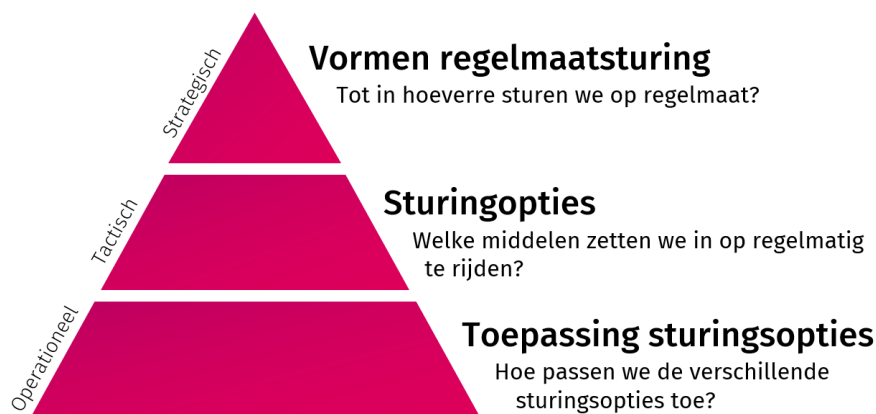 Strategisch
Vormen regelmaatsturing
Tot in hoeverre sturen we op regelmaat?
Tactisch
Sturingopties
Welke middelen zetten we in op regelmatig
te rijden?
Operationeel
Toepassing sturingsopties
Hoe passen we de verschillende
sturingsopties toe?